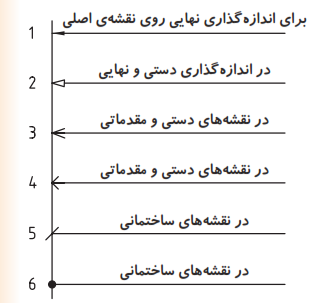 برای اندازه‌گذاری نهایی روی نقشه‌ی اصلی
1
در اندازه‌گذاری دستی و نهایی
2
در نقشه‌های دستی و مقدماتی
3
در نقشه‌های دستی و مقدماتی
4
در نقشه‌های ساختمانی
5
در نقشه‌های ساختمانی
6